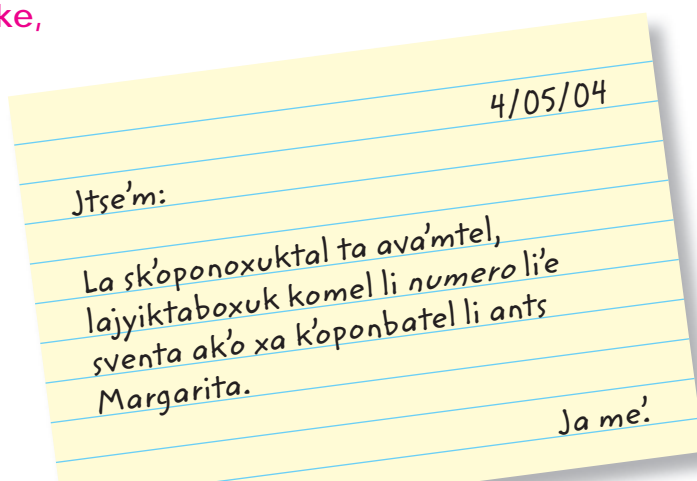 ke,
4/05/04
Jtse'm:
La sk'oponoxuktal ta ava'mtel,
lajyiktaboxuk komel li numero li'e
sventa ak'o xa k'oponbatel li ants
Margarita.
Ja me'.